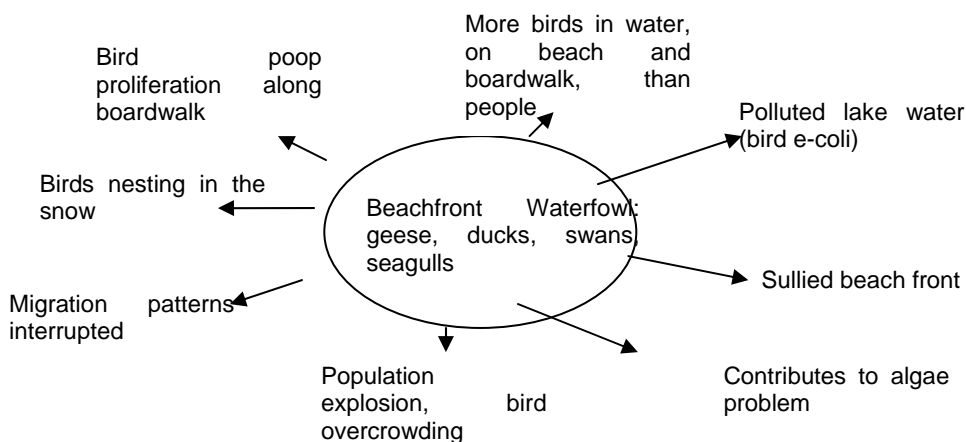 More birds in water,
on beach and
boardwalk, than
people
Bird poop
proliferation along
boardwalk
Polluted lake water
(bird e-coli)
Birds nesting in the
snow
Beachfront Waterfowl:
geese, ducks, swans,
seagulls
Sullied beach front
Migration patterns
interrupted
Population
explosion, bird
overcrowding
Contributes to algae
problem